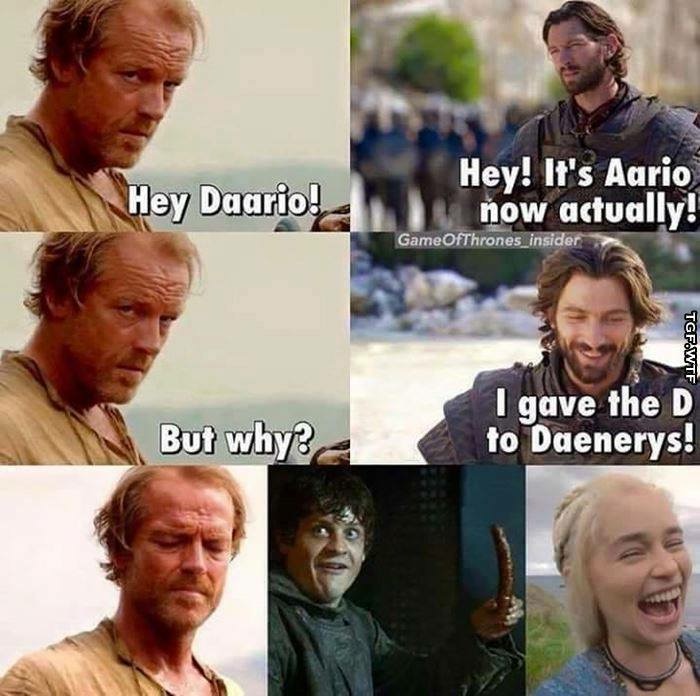 Hey Daario!
Hey! It's Aario
now actually!
GameOfThrones_insider
But why?
I gave the D
to Daenerys!
TGF.WTF